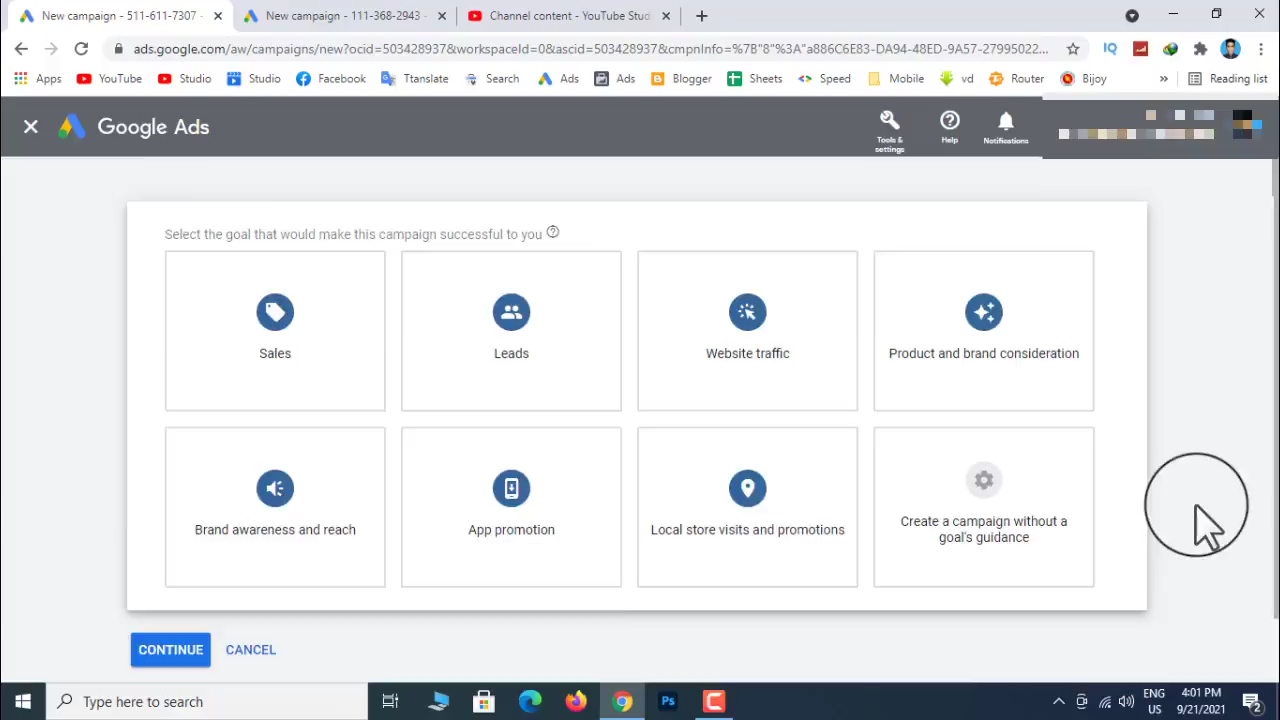 New campaign - 511-611-7307 -
New campaign - 111-368-2943 -
Channel content - YouTube Stud
ads.google.com/aw/campaigns/new?ocid=503428937&workspaceId=0&ascid=503428937&cmpnInfo=%7B"8"%3A"a886C6E83-DA94-48ED-9A57-27995022...
Apps YouTube Studio Studio Facebook Translate Search Ads Ads Blogger Sheets Speed Mobile vd Router Bijoy » Reading list
Google Ads
Tools & settings
Help
Notifications
Select the goal that would make this campaign successful to you
Sales
Leads
Website traffic
Product and brand consideration
Brand awareness and reach
App promotion
Local store visits and promotions
Create a campaign without a
goal's guidance
CONTINUE CANCEL
Type here to search
Ps
ENG
US
4:01 PM
9/21/2021
2